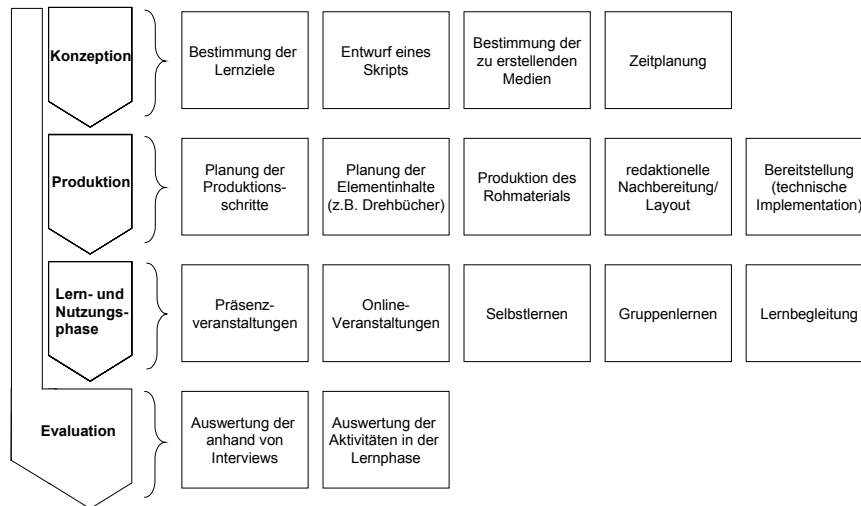 Konzeption
Bestimmung der
Lernziele
Entwurf eines
Skripts
Bestimmung der
zu erstellenden
Medien
Zeitplanung
Produktion
Planung der
Produktions-
schritte
Planung der
Elementinhalte
(z.B. Drehbücher)
Produktion des
Rohmaterials
redaktionelle
Nachbereitung/
Layout
Bereitstellung
(technische
Implementation)
Lern- und
Nutzungs-
phase
Präsenz-
veranstaltungen
Online-
Veranstaltungen
Selbstlernen
Gruppenlernen
Lernbegleitung
Evaluation
Auswertung der
anhand von
Interviews
Auswertung der
Aktivitäten in der
Lernphase